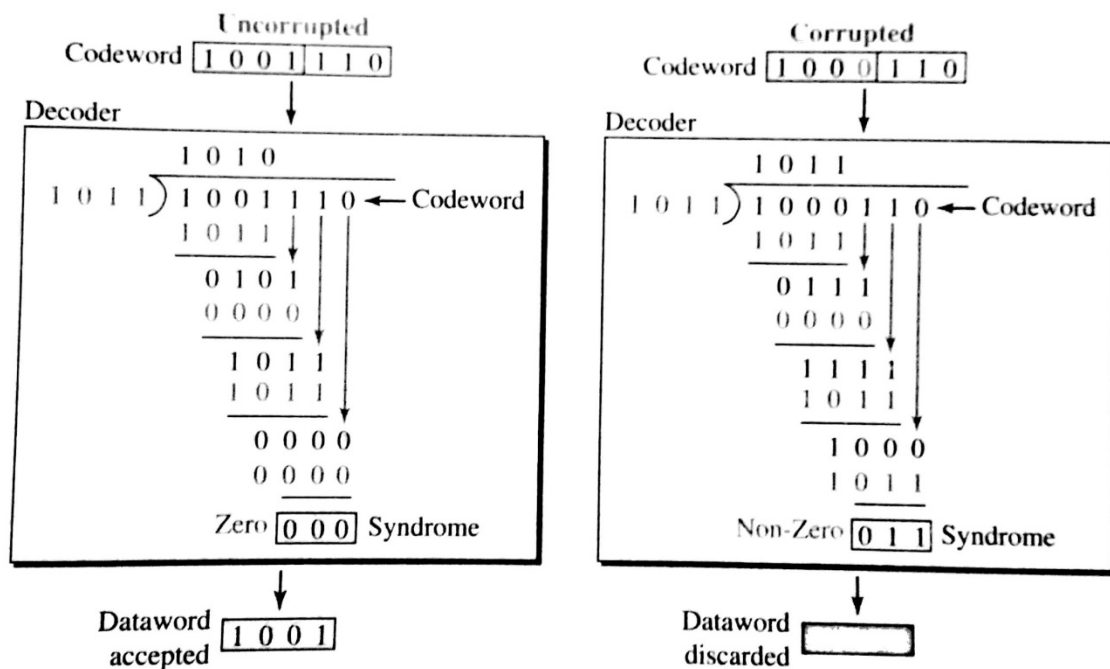 Uncorrupted
Codeword 1 0 0 1 1 1 0
Decoder
1 0 1 0
1 0 1 1 ) 1 0 0 1 1 1 0 Codeword
1 0 1 1
0 1 0 1
0 0 0 0
1 0 1 1
1 0 1 1
0 0 0 0
0 0 0 0
Zero 0 0 0 Syndrome
Dataword
accepted 1 0 0 1
Corrupted
Codeword 1 0 0 0 1 1 0
Decoder
1 0 1 1
1 0 1 1 ) 1 0 0 0 1 1 0 Codeword
1 0 1 1
0 1 1 1
0 0 0 0
1 1 1 1
1 0 1 1
1 0 0 0
1 0 1 1
Non-Zero 0 1 1 Syndrome
Dataword
discarded